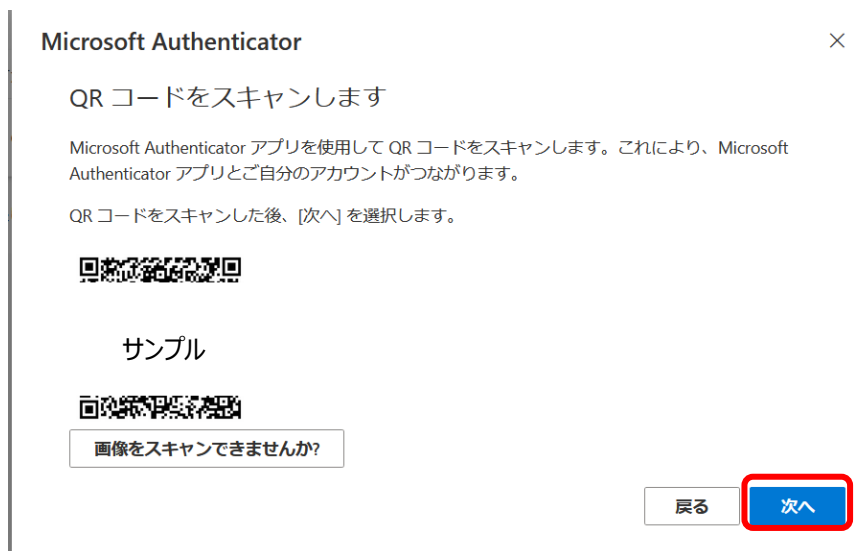 Microsoft Authenticator
QR コードをスキャンします
Microsoft Authenticator アプリを使用して QR コードをスキャンします。これにより、Microsoft
Authenticator アプリとご自分のアカウントがつながります。
QR コードをスキャンした後、[次へ] を選択します。
サンプル
画像をスキャンできませんか?
戻る
次へ